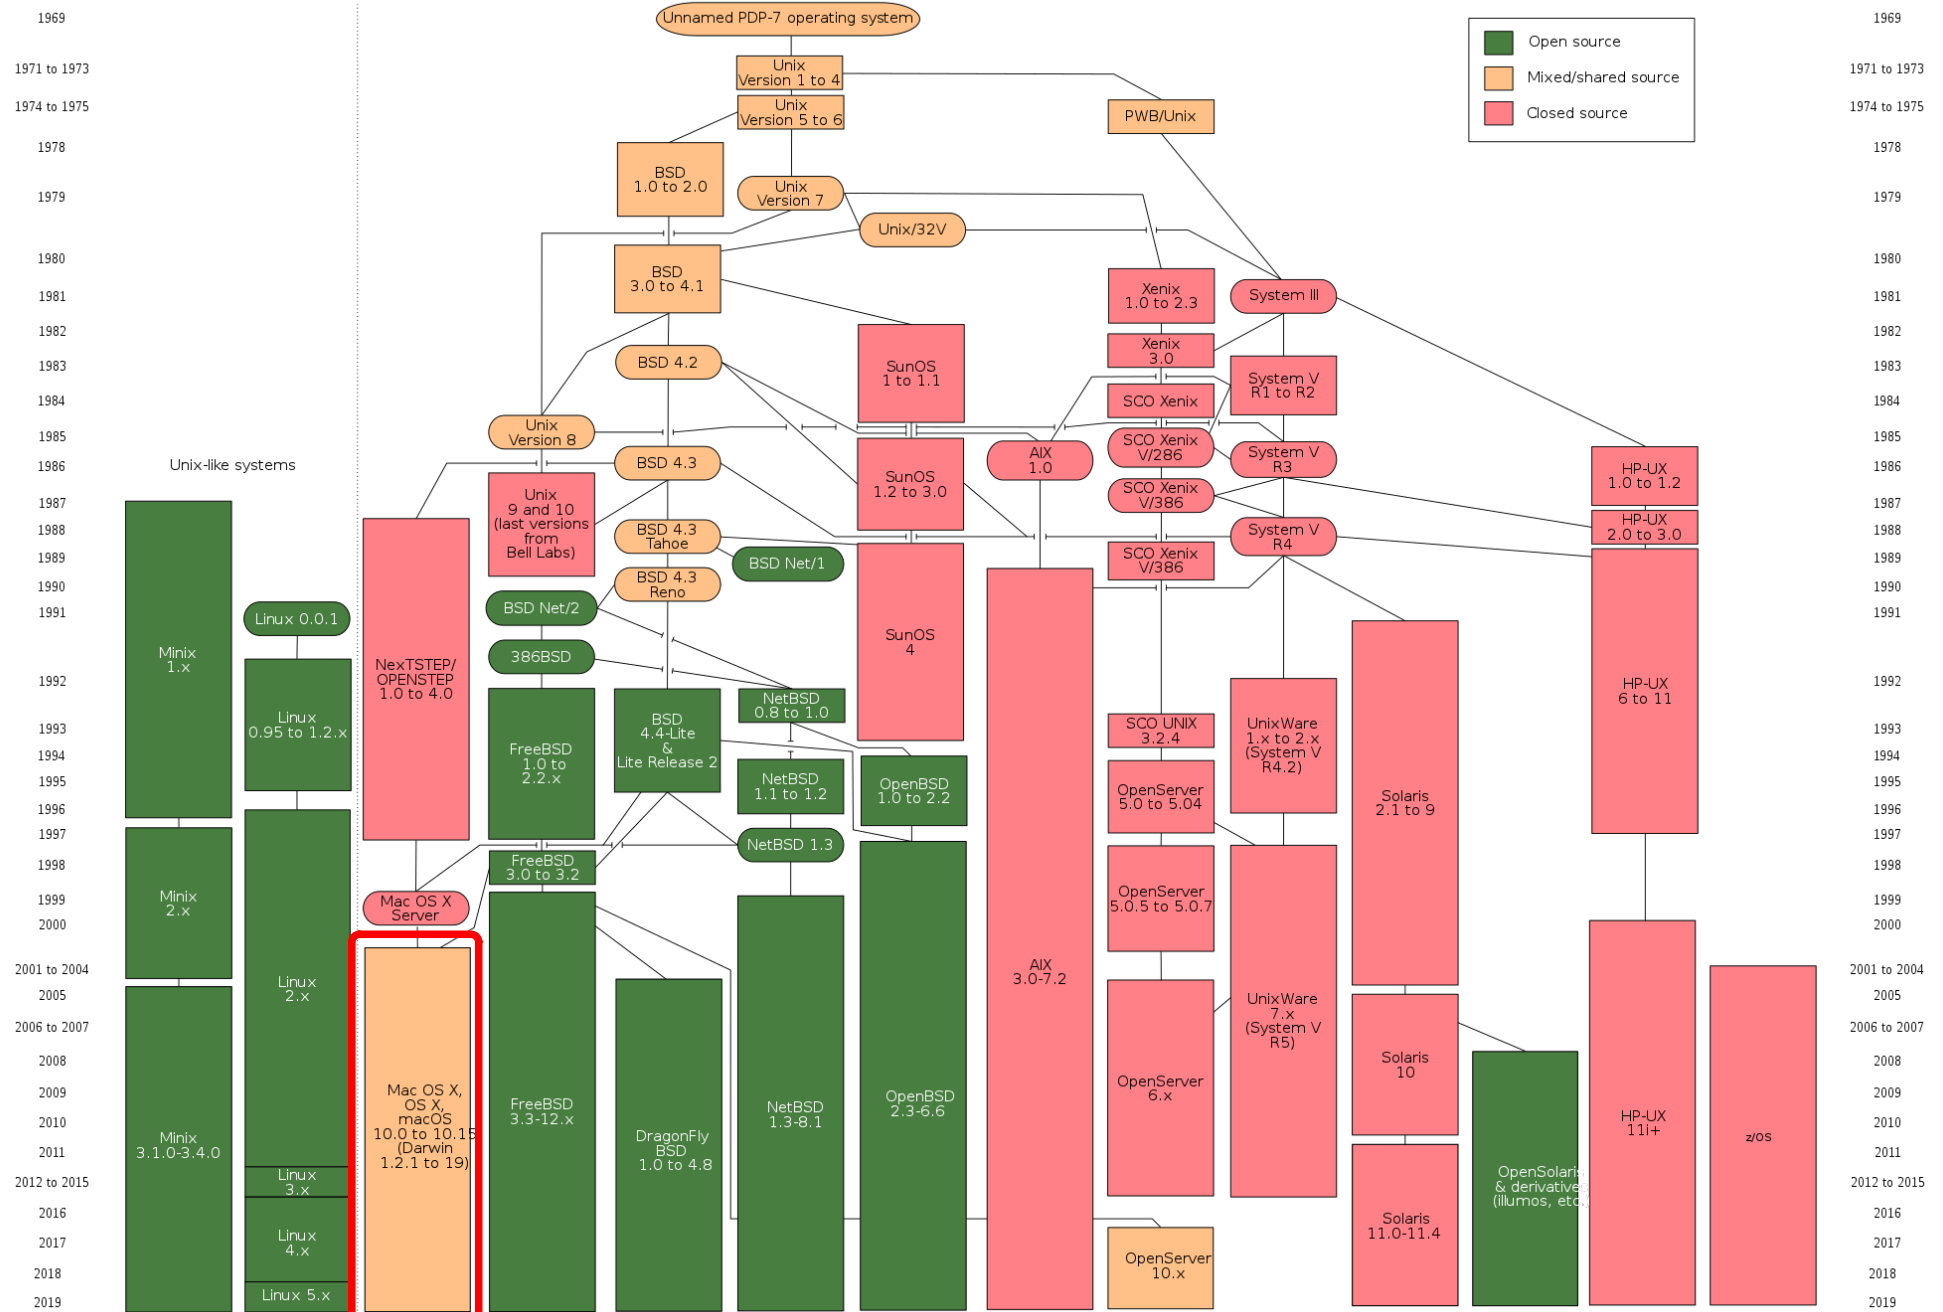 1969
Unnamed PDP-7 operating system
1969
Open source
Mixed/shared source
Closed source
1971 to 1973
Unix
Version 1 to 4
1971 to 1973
1974 to 1975
Unix
Version 5 to 6
PWB/Unix
1974 to 1975
1978
BSD
1.0 to 2.0
1978
1979
Unix
Version 7
1979
Unix/32V
1980
BSD
3.0 to 4.1
1980
1981
Xenix
1.0 to 2.3
System III
1981
1982
Xenix
3.0
1982
1983
BSD 4.2
SunOS
1 to 1.1
System V
R1 to R2
1983
1984
SCO Xenix
1984
1985
Unix
Version 8
SCO Xenix
V/286
1985
1986
Unix-like systems
BSD 4.3
AIX
1.0
System V
R3
1986
SunOS
1.2 to 3.0
HP-UX
1.0 to 1.2
1987
Unix
9 and 10
(last versions
from
Bell Labs)
SCO Xenix
V/386
1987
1988
BSD 4.3
Tahoe
System V
R4
HP-UX
2.0 to 3.0
1988
1989
BSD Net/1
SCO Xenix
V/386
1989
1990
BSD 4.3
Reno
1990
1991
Linux 0.0.1
BSD Net/2
1991
Minix
1.x
386BSD
SunOS
4
1992
NexTSTEP/
OPENSTEP
1.0 to 4.0
NetBSD
0.8 to 1.0
HP-UX
6 to 11
1992
1993
Linux
0.95 to 1.2.x
BSD
4.4-Lite
&
Lite Release 2
SCO UNIX
3.2.4
UnixWare
1.x to 2.x
(System V
R4.2)
1993
1994
FreeBSD
1.0 to
2.2.x
1994
1995
NetBSD
1.1 to 1.2
OpenBSD
1.0 to 2.2
OpenServer
5.0 to 5.04
Solaris
2.1 to 9
1995
1996
1996
1997
NetBSD 1.3
1997
1998
FreeBSD
3.0 to 3.2
1998
1999
Minix
2.x
Mac OS X
Server
OpenServer
5.0.5 to 5.0.7
1999
2000
2000
2001 to 2004
Linux
2.x
AIX
3.0-7.2
2001 to 2004
2005
UnixWare
7.x
(System V
R5)
2005
2006 to 2007
2006 to 2007
2008
Solaris
10
2008
2009
Mac OS X,
OS X,
macOS
10.0 to 10.15
(Darwin
1.2.1 to 19)
FreeBSD
3.3-12.x
NetBSD
1.3-8.1
OpenBSD
2.3-6.6
OpenServer
6.x
2009
2010
HP-UX
11i+
z/OS
2010
2011
Minix
3.1.0-3.4.0
DragonFly
BSD
1.0 to 4.8
2011
2012 to 2015
Linux
3.x
OpenSolaris
& derivatives
(illumos, etc.)
2012 to 2015
2016
Solaris
11.0-11.4
2016
2017
Linux
4.x
OpenServer
10.x
2017
2018
2018
2019
Linux 5.x
2019